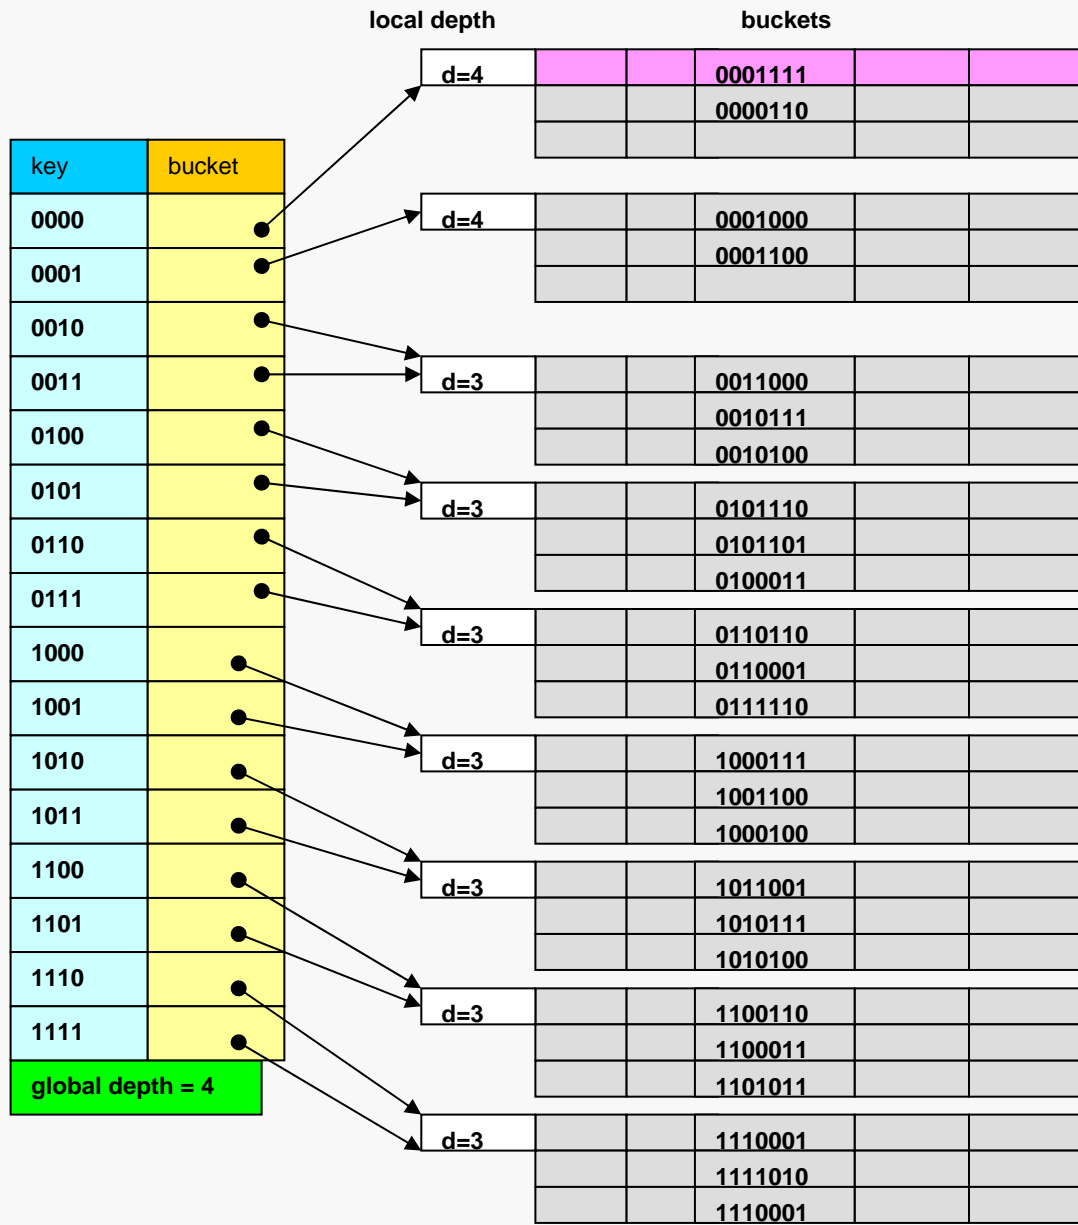 local depth buckets
d=4 0001111
0000110
key bucket
0000
d=4 0001000
0001 0001100
0010
0011 d=3 0011000
0010111
0100 0010100
0101 d=3 0101110
0110 0101101
0100011
0111
d=3 0110110
1000 0110001
1001 0111110
1010 d=3 1000111
1001100
1011 1000100
1100 d=3 1011001
1101 1010111
1010100
1110
1111 d=3 1100110
1100011
global depth = 4 1101011
d=3 1110001
1111010
1110001